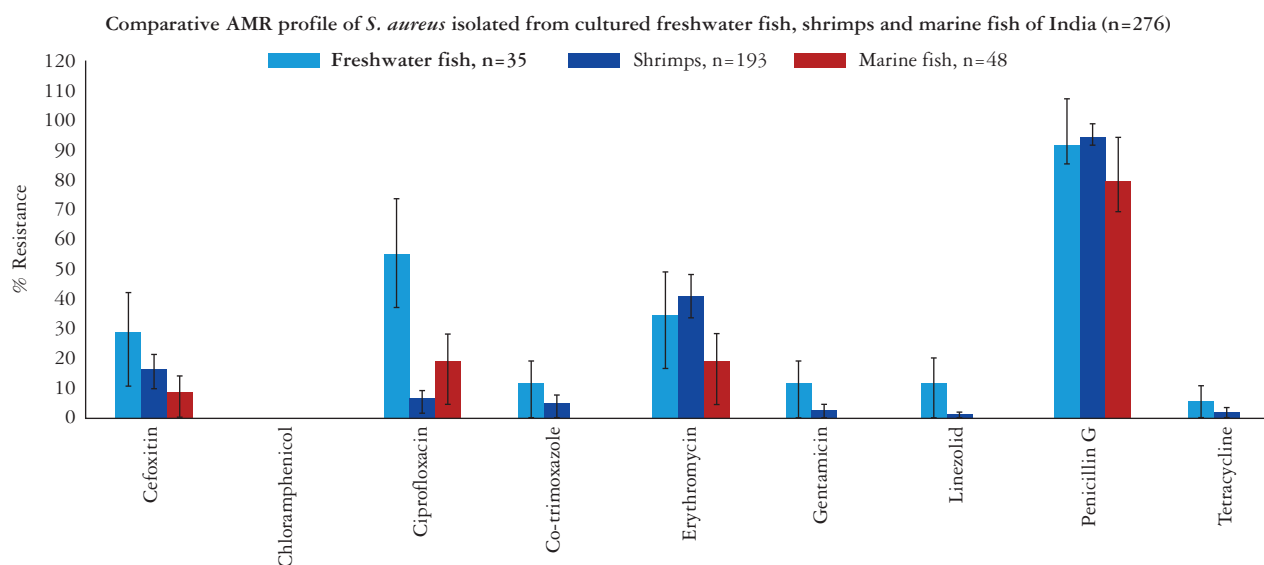 Comparative AMR profile of S. aureus isolated from cultured freshwater fish, shrimps and marine fish of India (n=276)
Freshwater fish, n=35
Shrimps, n=193
Marine fish, n=48
% Resistance
120
110
100
90
80
70
60
50
40
30
20
10
0
Cefoxitin
Chloramphenicol
Ciprofloxacin
Co-trimoxazole
Erythromycin
Gentamicin
Linezolid
Penicillin G
Tetracycline